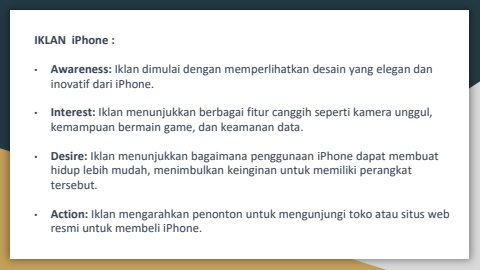 IKLAN iPhone :
• Awareness: Iklan dimulai dengan memperlihatkan desain yang elegan dan
inovatif dari iPhone.
• Interest: Iklan menunjukkan berbagai fitur canggih seperti kamera unggul,
kemampuan bermain game, dan keamanan data.
• Desire: Iklan menunjukkan bagaimana penggunaan iPhone dapat membuat
hidup lebih mudah, menimbulkan keinginan untuk memiliki perangkat
tersebut.
• Action: Iklan mengarahkan penonton untuk mengunjungi toko atau situs web
resmi untuk membeli iPhone.